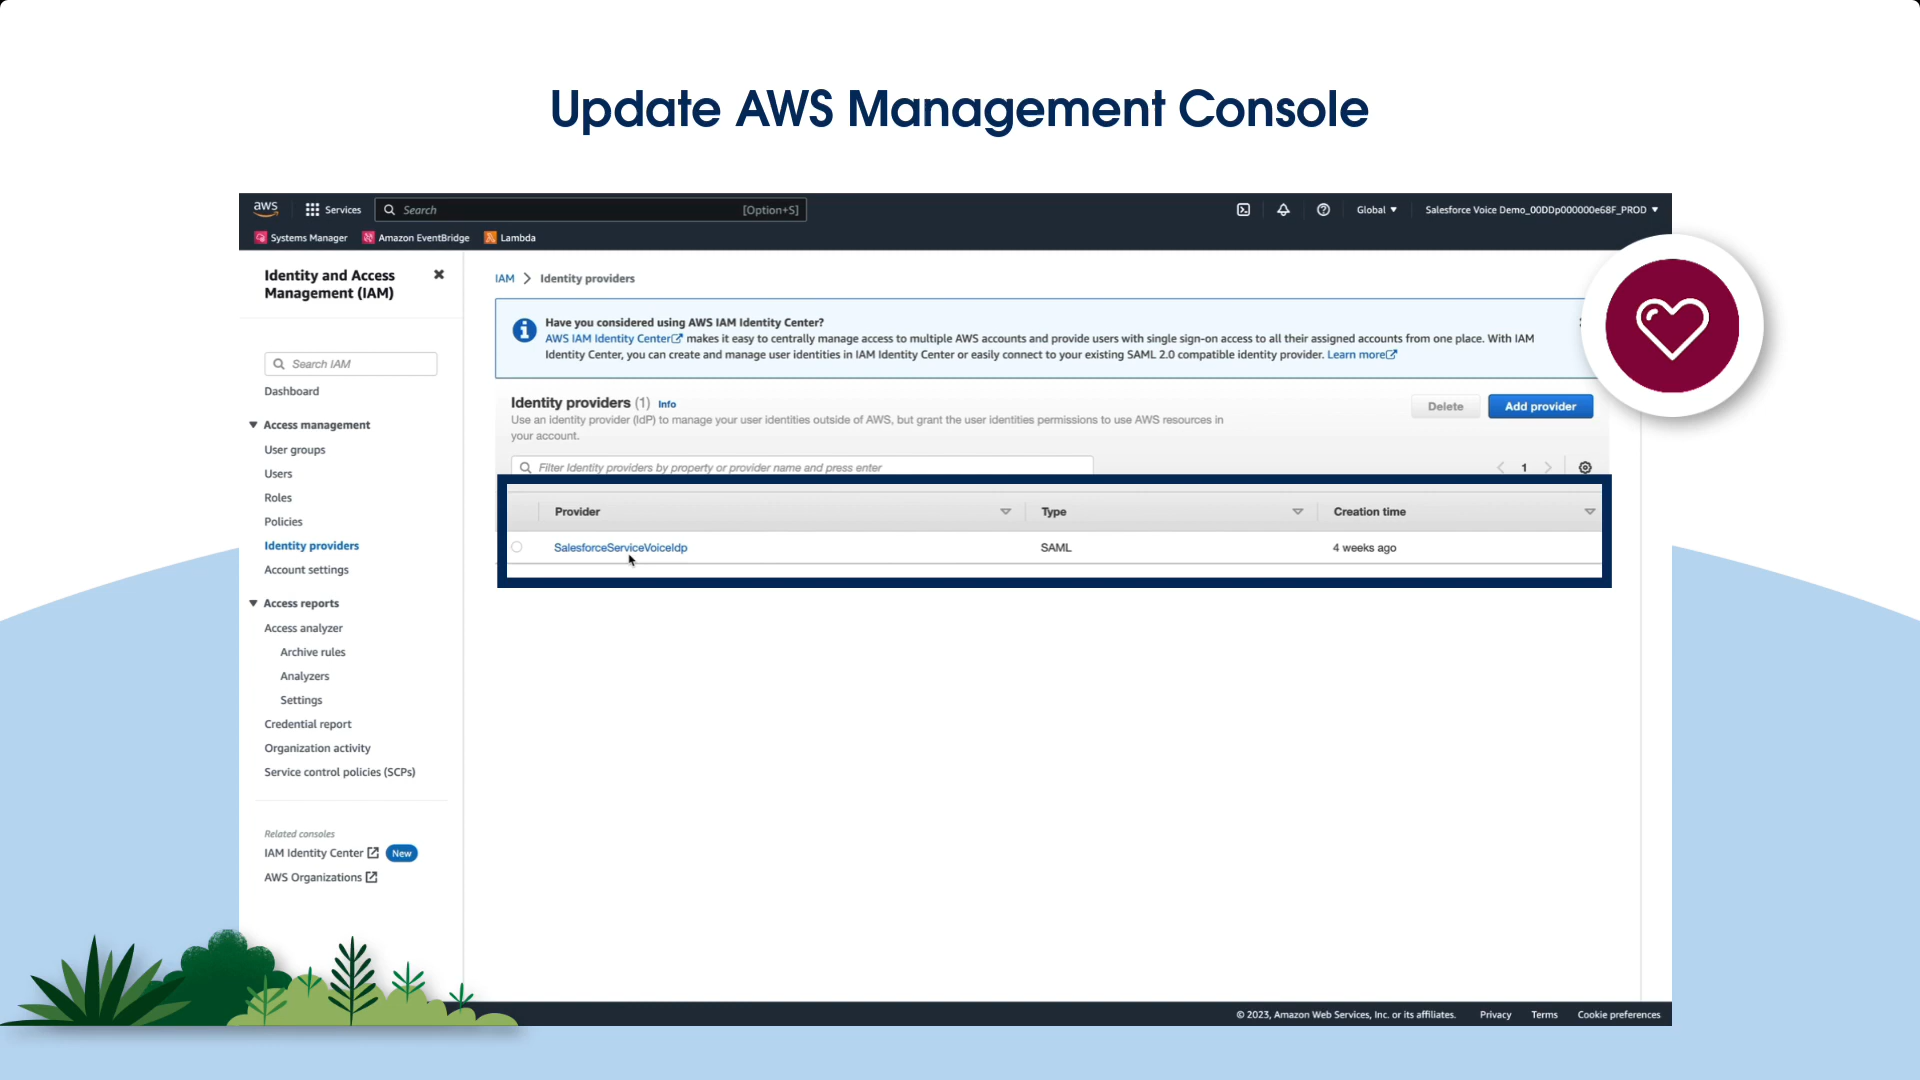 Update AWS Management Console
aws Services Search [Option+S] Global Salesforce Voice Demo_00DDp000000e68F_PROD
Systems Manager Amazon EventBridge Lambda
Identity and Access
Management (IAM)
Search IAM
Dashboard
Access management
User groups
Users
Roles
Policies
Identity providers
Account settings
Access reports
Access analyzer
Archive rules
Analyzers
Settings
Credential report
Organization activity
Service control policies (SCPs)
Related consoles
IAM Identity Center New
AWS Organizations
IAM > Identity providers
Have you considered using AWS IAM Identity Center?
AWS IAM Identity Center makes it easy to centrally manage access to multiple AWS accounts and provide users with single sign-on access to all their assigned accounts from one place. With IAM
Identity Center, you can create and manage user identities in IAM Identity Center or easily connect to your existing SAML 2.0 compatible identity provider. Learn more
Identity providers (1) Info
Delete Add provider
Use an identity provider (IdP) to manage your user identities outside of AWS, but grant the user identities permissions to use AWS resources in
your account.
Filter Identity providers by property or provider name and press enter
1
Provider Type Creation time
SalesforceServiceVoiceIdp SAML 4 weeks ago
© 2023, Amazon Web Services, Inc. or its affiliates. Privacy Terms Cookie preferences